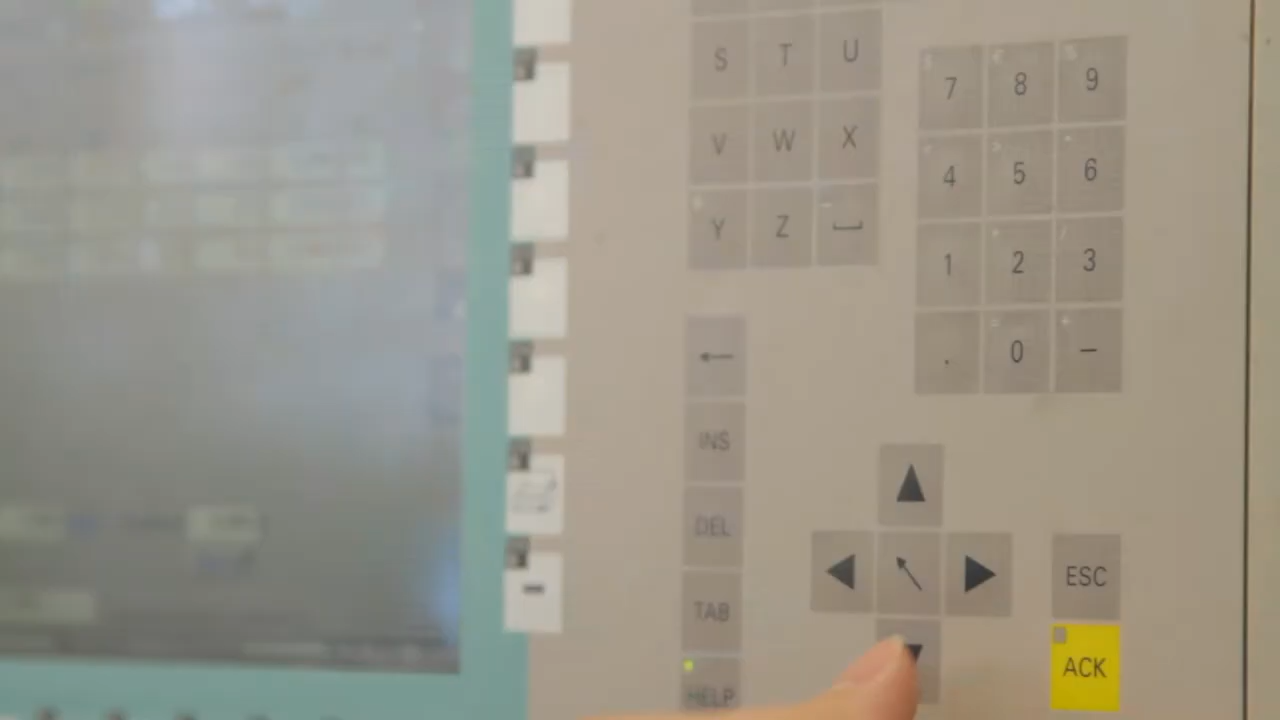 S T U
V W X
Y Z
7 8 9
4 5 6
1 2 3
. 0 –
INS
DEL
TAB
HELP
ESC
ACK